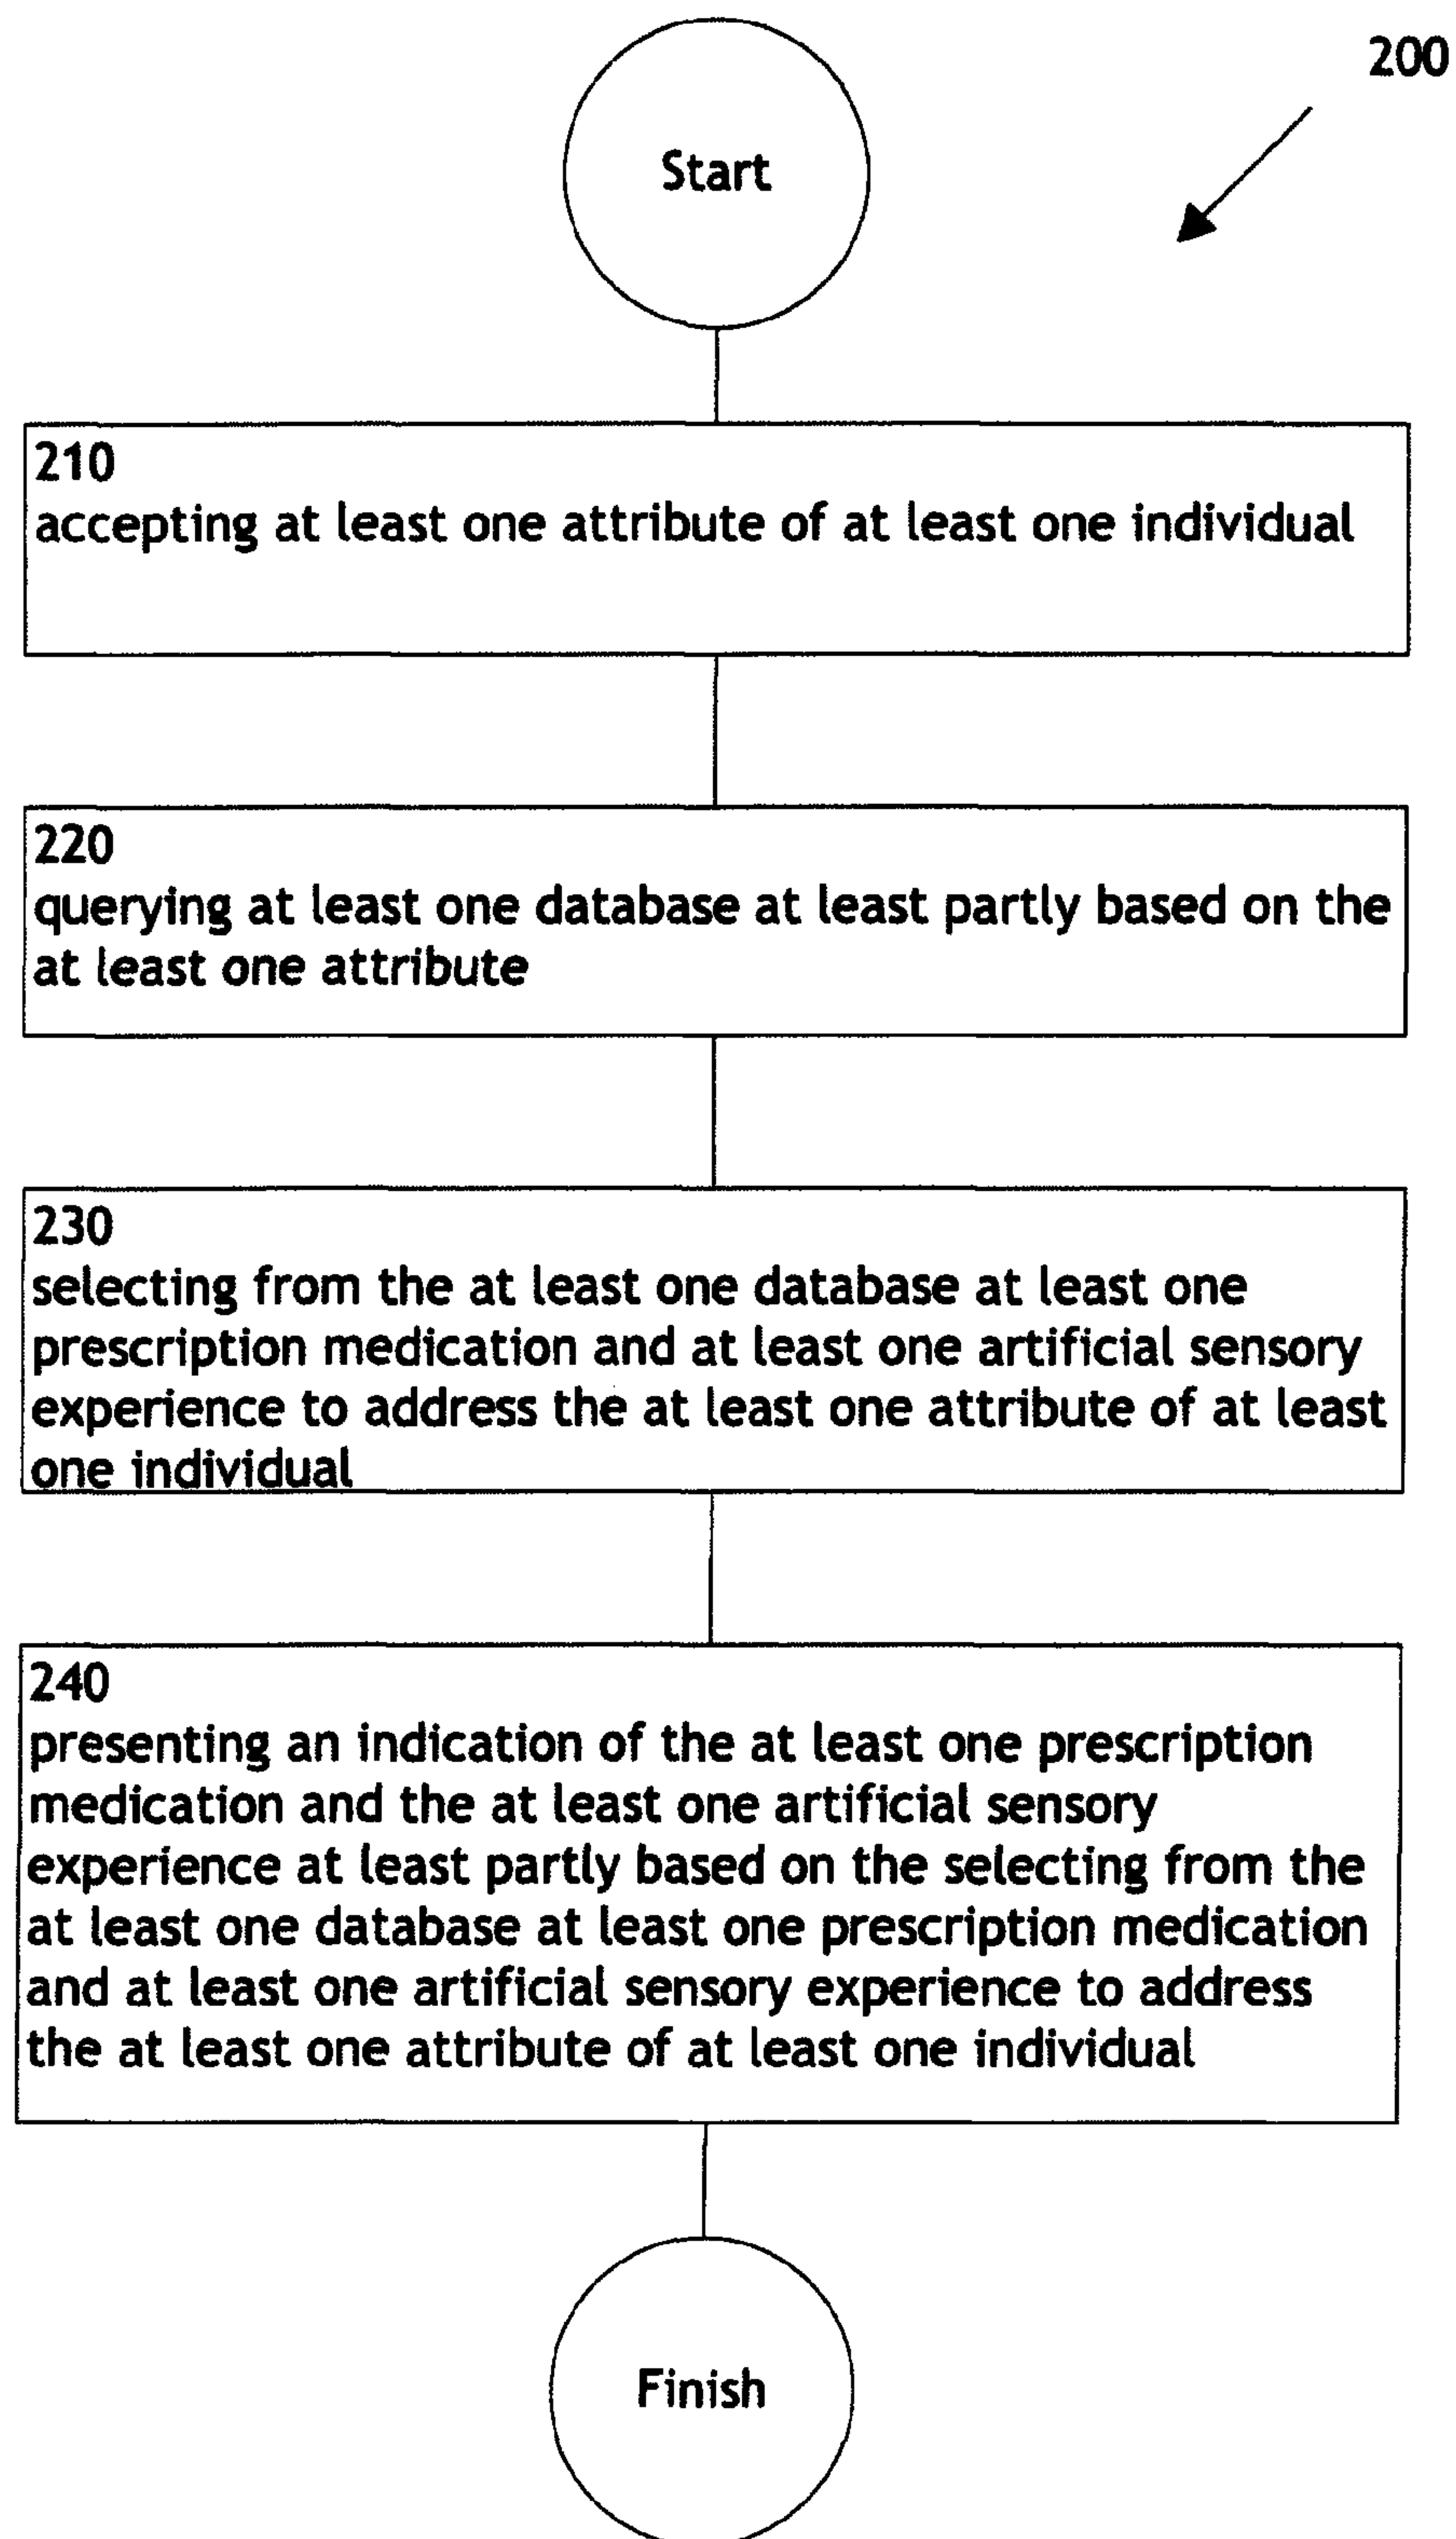 200
Start
210
accepting at least one attribute of at least one individual
220
querying at least one database at least partly based on the
at least one attribute
230
selecting from the at least one database at least one
prescription medication and at least one artificial sensory
experience to address the at least one attribute of at least
one individual
240
presenting an indication of the at least one prescription
medication and the at least one artificial sensory
experience at least partly based on the selecting from the
at least one database at least one prescription medication
and at least one artificial sensory experience to address
the at least one attribute of at least one individual
Finish